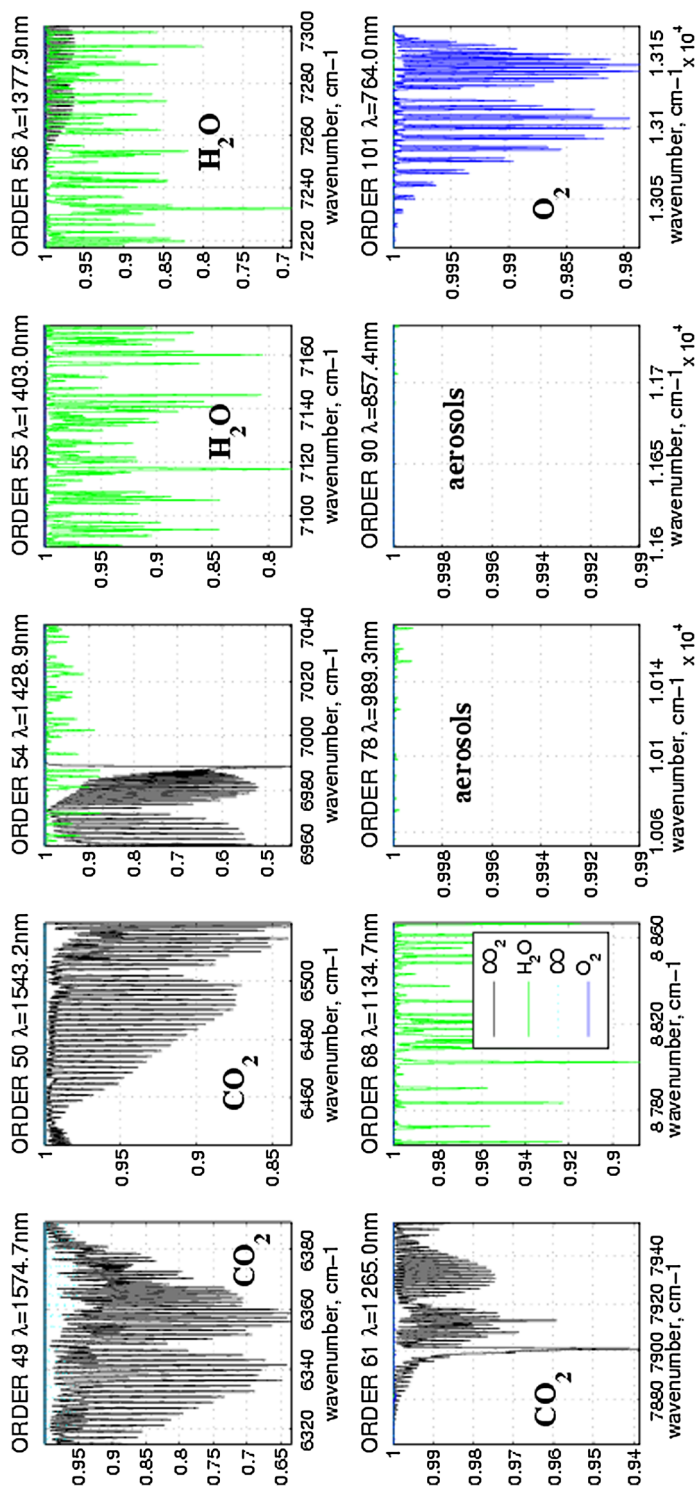 ORDER 49 λ=1574.7nm
0.95
0.9
0.85
0.8
0.75
0.7
0.65
CO2
6320 6340 6360 6380
wavenumber, cm−1
ORDER 50 λ=1543.2nm
1
0.95
0.9
0.85
CO2
6460 6480 6500
wavenumber, cm−1
ORDER 54 λ=1428.9nm
1
0.9
0.8
0.7
0.6
0.5
6960 6980 7000 7020 7040
wavenumber, cm−1
ORDER 55 λ=1403.0nm
1
0.95
0.9
0.85
0.8
H2O
7100 7120 7140 7160
wavenumber, cm−1
ORDER 56 λ=1377.9nm
1
0.95
0.9
0.85
0.8
0.75
0.7
H2O
7220 7240 7260 7280 7300
wavenumber, cm−1
ORDER 61 λ=1265.0nm
1
0.99
0.98
0.97
0.96
0.95
0.94
CO2
7880 7900 7920 7940
wavenumber, cm−1
ORDER 68 λ=1134.7nm
1
0.98
0.96
0.94
0.92
0.9
CO2
H2O
CO
O2
8780 8820 8860
wavenumber, cm−1
ORDER 78 λ=989.3nm
1
0.998
0.996
0.994
0.992
0.99
aerosols
1.006 1.01 1.014
wavenumber, cm−1 x 10^4
ORDER 90 λ=857.4nm
1
0.998
0.996
0.994
0.992
0.99
aerosols
1.16 1.165 1.17
wavenumber, cm−1 x 10^4
ORDER 101 λ=764.0nm
1
0.995
0.99
0.985
0.98
O2
1.305 1.31 1.315
wavenumber, cm−1 x 10^4